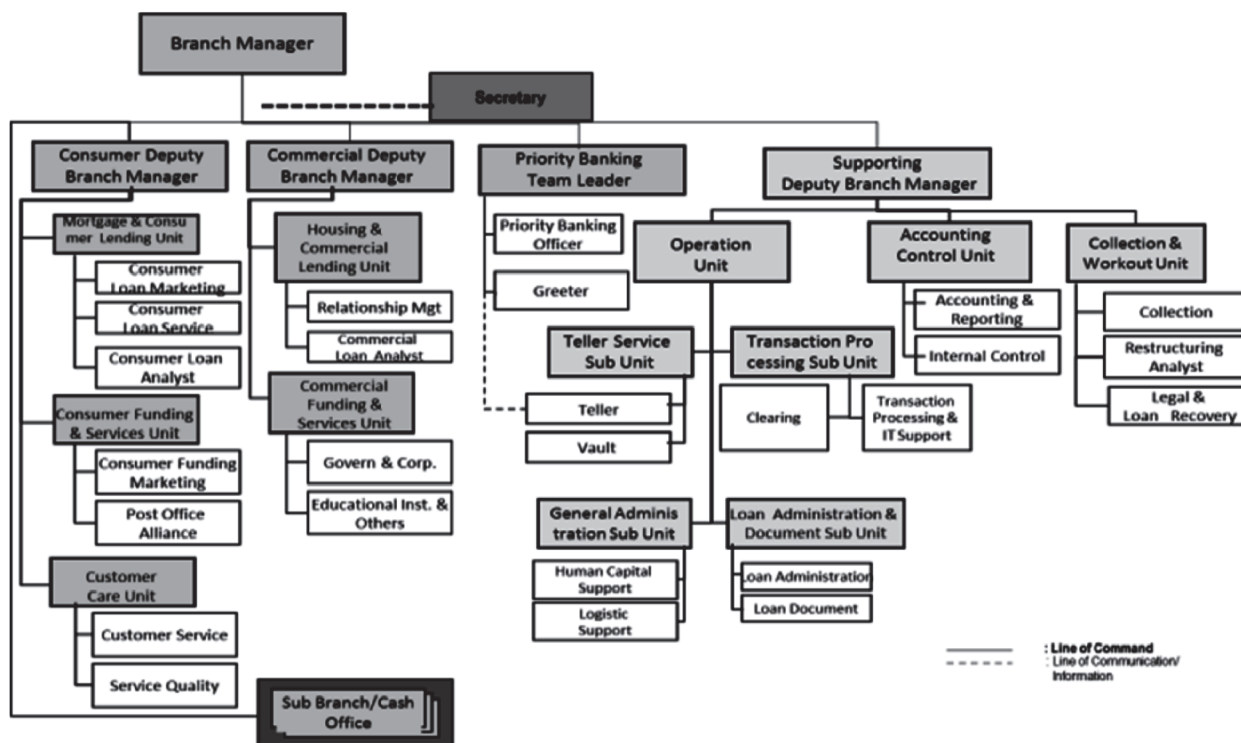 Branch Manager
Secretary
Consumer Deputy
Branch Manager
Commercial Deputy
Branch Manager
Priority Banking
Team Leader
Supporting
Deputy Branch Manager
Mortgage & Consu
mer Lending Unit
Consumer
Loan Marketing
Consumer
Loan Service
Consumer Loan
Analyst
Consumer Funding
& Services Unit
Consumer Funding
Marketing
Post Office
Alliance
Customer
Care Unit
Customer Service
Service Quality
Housing &
Commercial
Lending Unit
Relationship Mgt
Commercial
Loan Analyst
Commercial
Funding &
Services Unit
Govern & Corp.
Educational Inst. &
Others
Sub Branch/Cash
Office
Priority Banking
Officer
Greeter
Operation
Unit
Teller Service
Sub Unit
Teller
Vault
Transaction Pro
cessing Sub Unit
Clearing
Transaction
Processing &
IT Support
General Adminis
tration Sub Unit
Human Capital
Support
Logistic
Support
Loan Administration &
Document Sub Unit
Loan Administration
Loan Document
Accounting
Control Unit
Accounting &
Reporting
Internal Control
Collection &
Workout Unit
Collection
Restructuring
Analyst
Legal &
Loan Recovery
: Line of Command
: Line of Communication/
Information